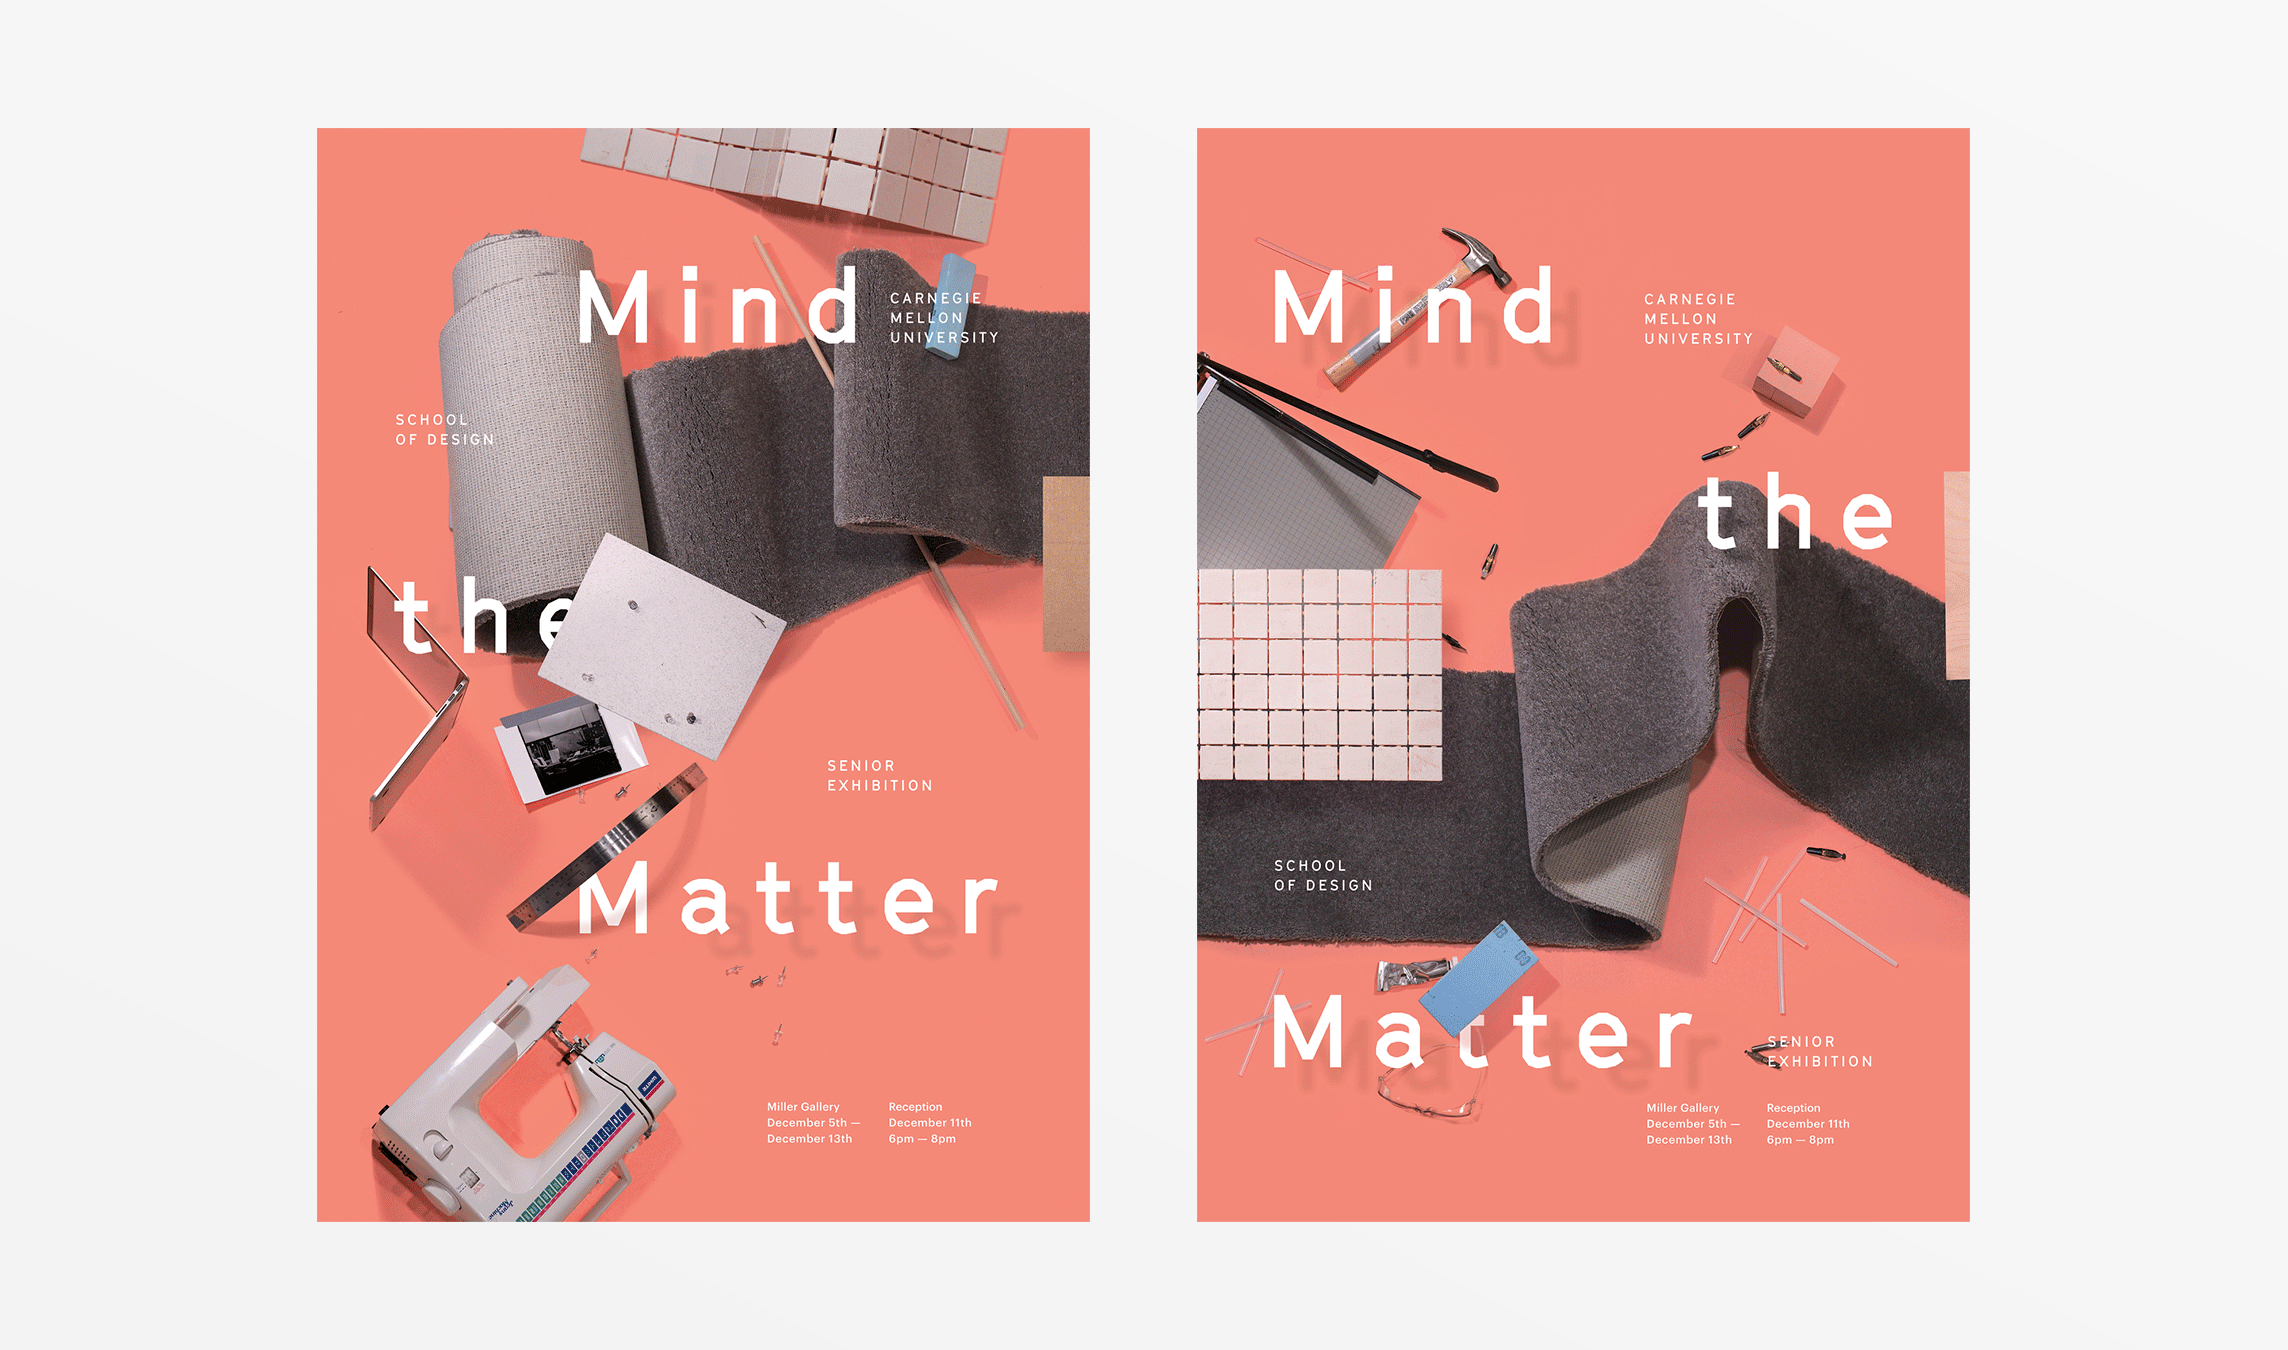 Mind
CARNEGIE
MELLON
UNIVERSITY
SCHOOL
OF DESIGN
the
SENIOR
EXHIBITION
Matter
Miller Gallery
December 5th —
December 13th
Reception
December 11th
6pm — 8pm
Mind
CARNEGIE
MELLON
UNIVERSITY
the
SCHOOL
OF DESIGN
Matter
SENIOR
EXHIBITION
Miller Gallery
December 5th —
December 13th
Reception
December 11th
6pm — 8pm